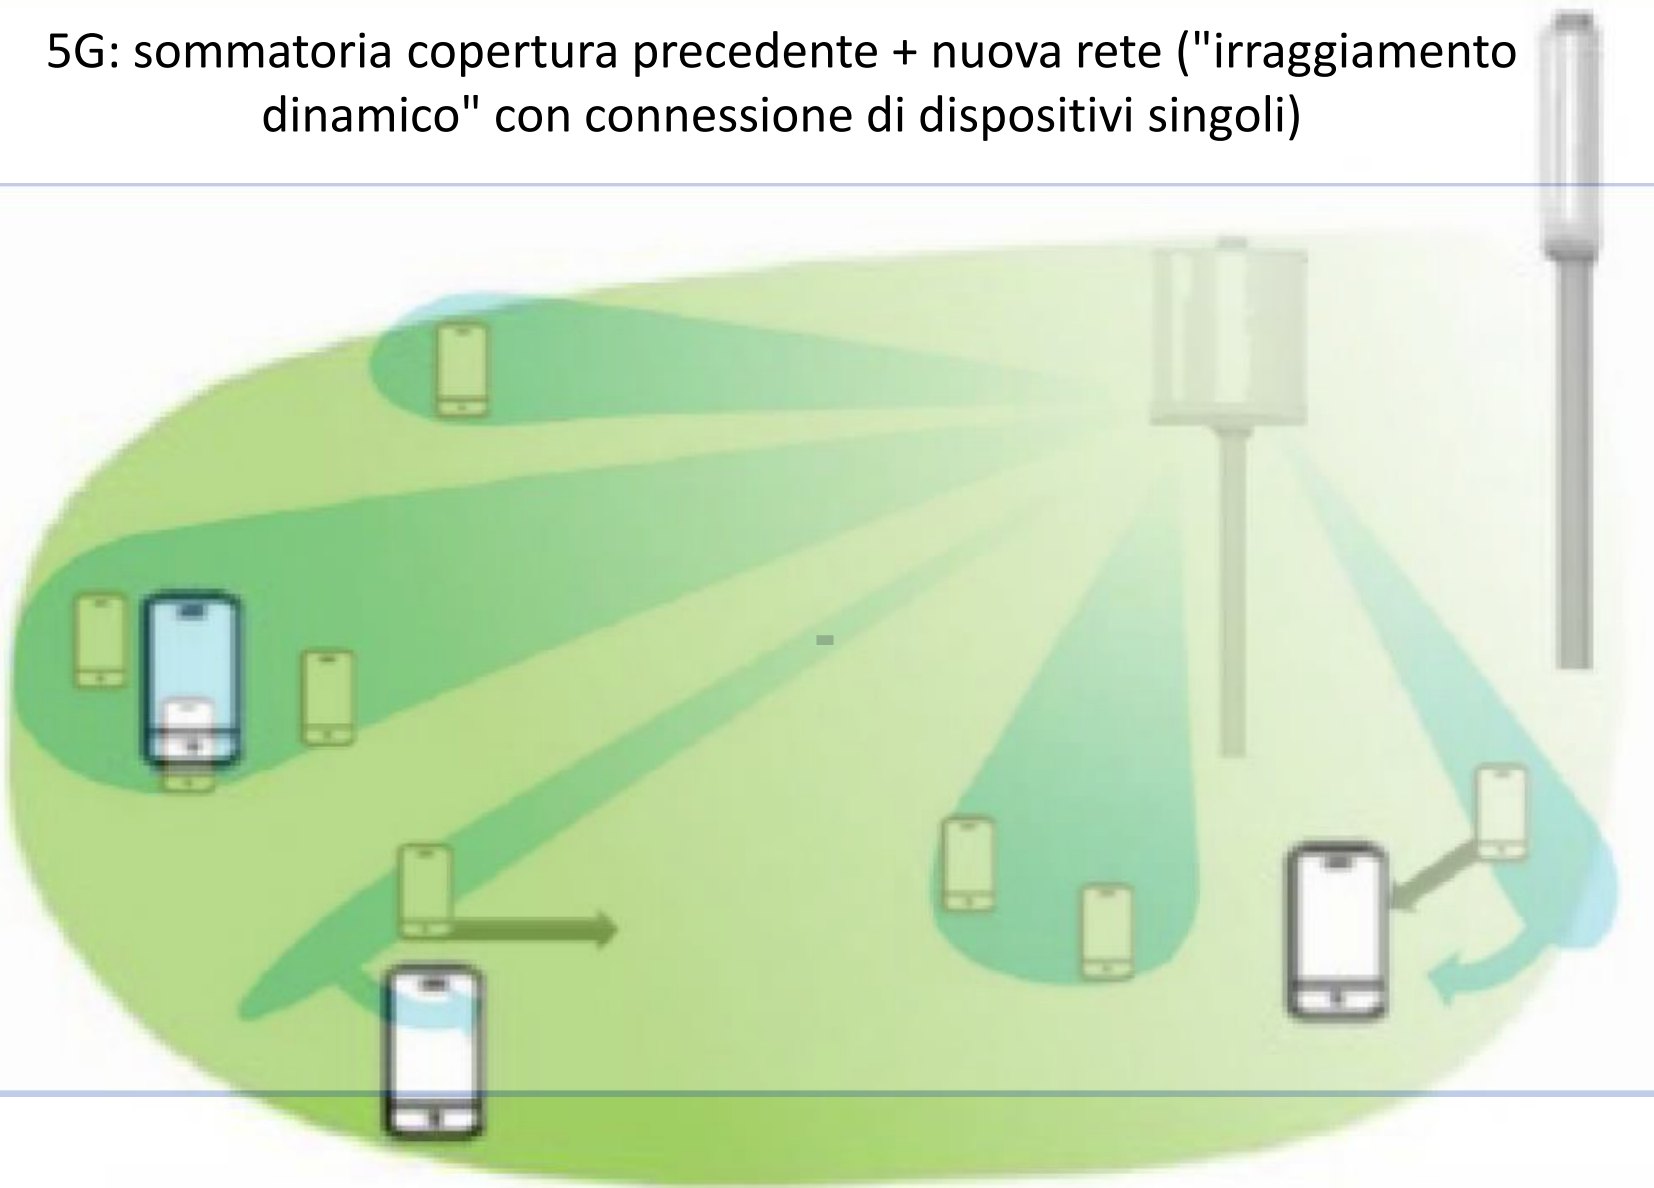 5G: sommatoria copertura precedente + nuova rete ("irraggiamento
dinamico" con connessione di dispositivi singoli)